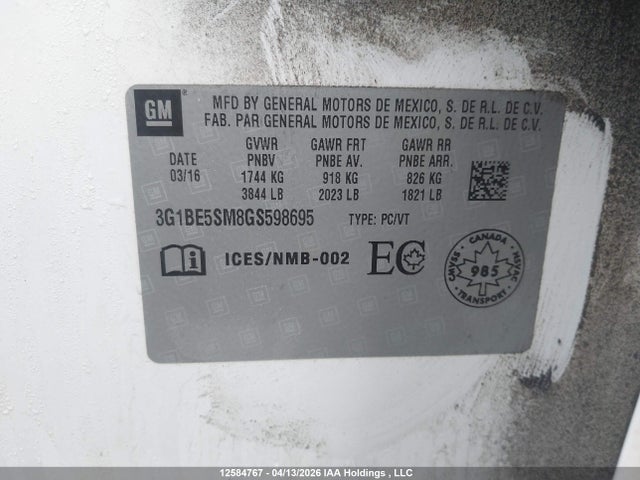 GM
MFD BY GENERAL MOTORS DE MEXICO, S. DE R.L. DE C.V.
FAB. PAR GENERAL MOTORS DE MEXICO, S. DE R.L. DE C.V.
GVWR GAWR FRT GAWR RR
DATE PNBV PNBE AV. PNBE ARR.
03/16 1744 KG 918 KG 826 KG
3844 LB 2023 LB 1821 LB
3G1BE5SM8GS598695 TYPE: PC/VT
ICES/NMB-002 EC
CANADA
CMVSS 985 NSVAC
TRANSPORT
12584767 - 04/13/2026 IAA Holdings , LLC